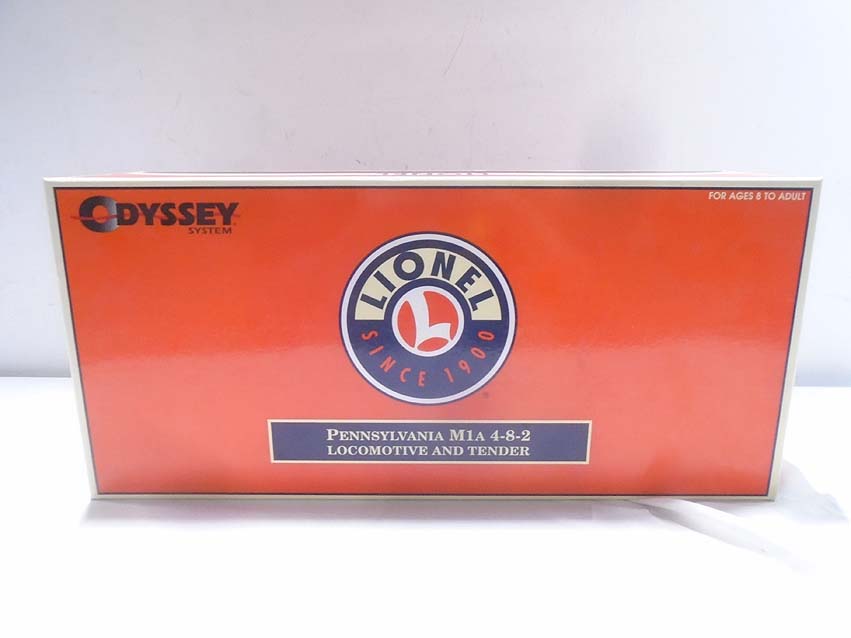 ODYSSEY
SYSTEM
FOR AGES 8 TO ADULT
LIONEL
L
SINCE 1900
®
PENNSYLVANIA M1A 4-8-2
LOCOMOTIVE AND TENDER